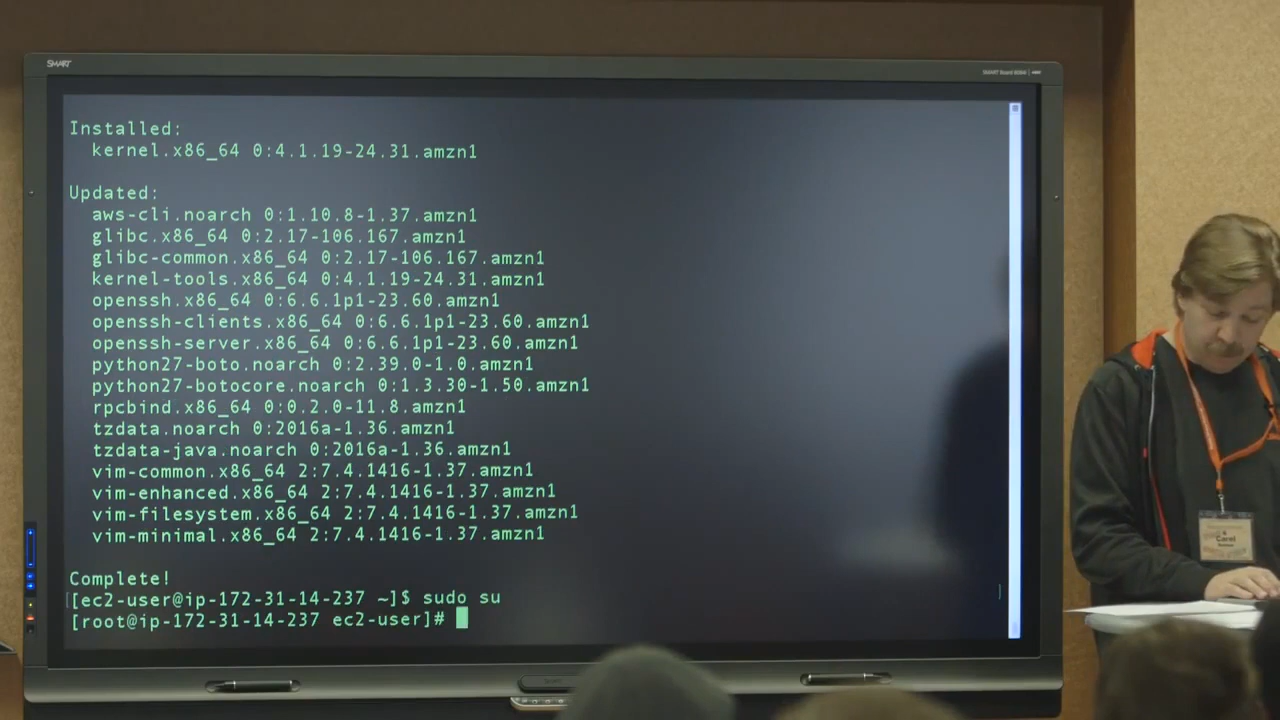 SMART
SMART Board
Installed:
kernel.x86_64 0:4.1.19-24.31.amzn1
Updated:
aws-cli.noarch 0:1.10.8-1.37.amzn1
glibc.x86_64 0:2.17-106.167.amzn1
glibc-common.x86_64 0:2.17-106.167.amzn1
kernel-tools.x86_64 0:4.1.19-24.31.amzn1
openssh.x86_64 0:6.6.1p1-23.60.amzn1
openssh-clients.x86_64 0:6.6.1p1-23.60.amzn1
openssh-server.x86_64 0:6.6.1p1-23.60.amzn1
python27-boto.noarch 0:2.39.0-1.0.amzn1
python27-botocore.noarch 0:1.3.30-1.50.amzn1
rpcbind.x86_64 0:0.2.0-11.8.amzn1
tzdata.noarch 0:2016a-1.36.amzn1
tzdata-java.noarch 0:2016a-1.36.amzn1
vim-common.x86_64 2:7.4.1416-1.37.amzn1
vim-enhanced.x86_64 2:7.4.1416-1.37.amzn1
vim-filesystem.x86_64 2:7.4.1416-1.37.amzn1
vim-minimal.x86_64 2:7.4.1416-1.37.amzn1
Complete!
[ec2-user@ip-172-31-14-237 ~]$ sudo su
[root@ip-172-31-14-237 ec2-user]#
Carel